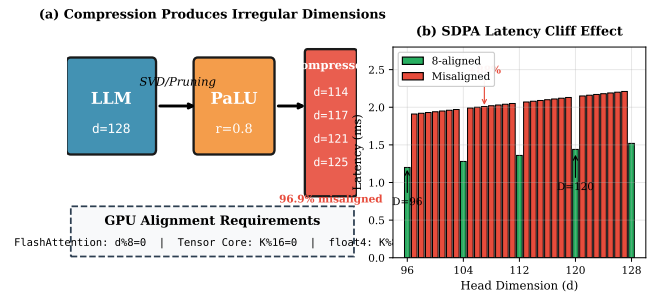 (a) Compression Produces Irregular Dimensions
LLM
d=128
SVD/Pruning
PaLU
r=0.8
ompresse
d=114
d=117
d=121
d=125
96.9% misaligned
GPU Alignment Requirements
FlashAttention: d%8=0 | Tensor Core: K%16=0 | float4: K%
(b) SDPA Latency Cliff Effect
8-aligned
Misaligned
%
Latency (ms)
2.5
2.0
1.5
1.0
0.5
0.0
D=96
D=120
96
104
112
120
128
Head Dimension (d)